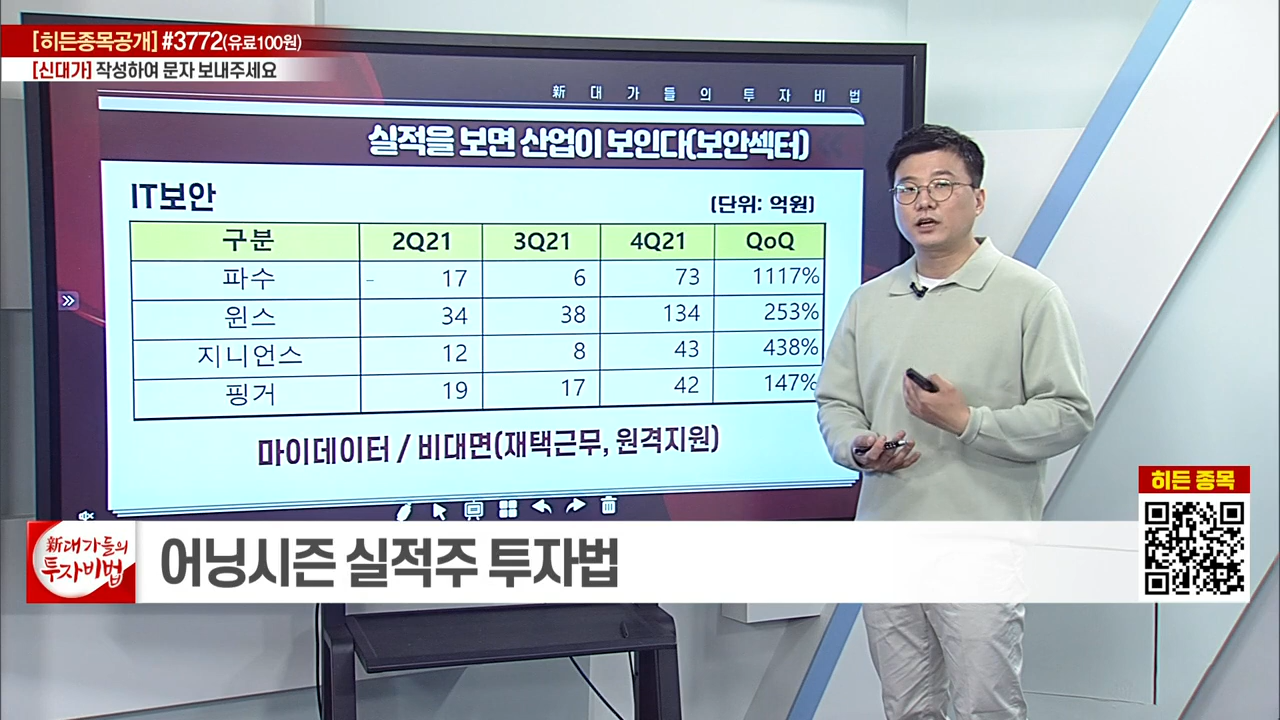 [히든종목공개] #3772(유료100원)
[신대가] 작성하여 문자 보내주세요
新 대 가 들 의 투 자 비 법
실적을 보면 산업이 보인다(보안섹터)
IT보안
(단위: 억원)
구분 2Q21 3Q21 4Q21 QoQ
파수 - 17 6 73 1117%
윈스 34 38 134 253%
지니언스 12 8 43 438%
핑거 19 17 42 147%
마이데이터 / 비대면(재택근무, 원격지원)
히든 종목
新대가들의
투자비법
어닝시즌 실적주 투자법